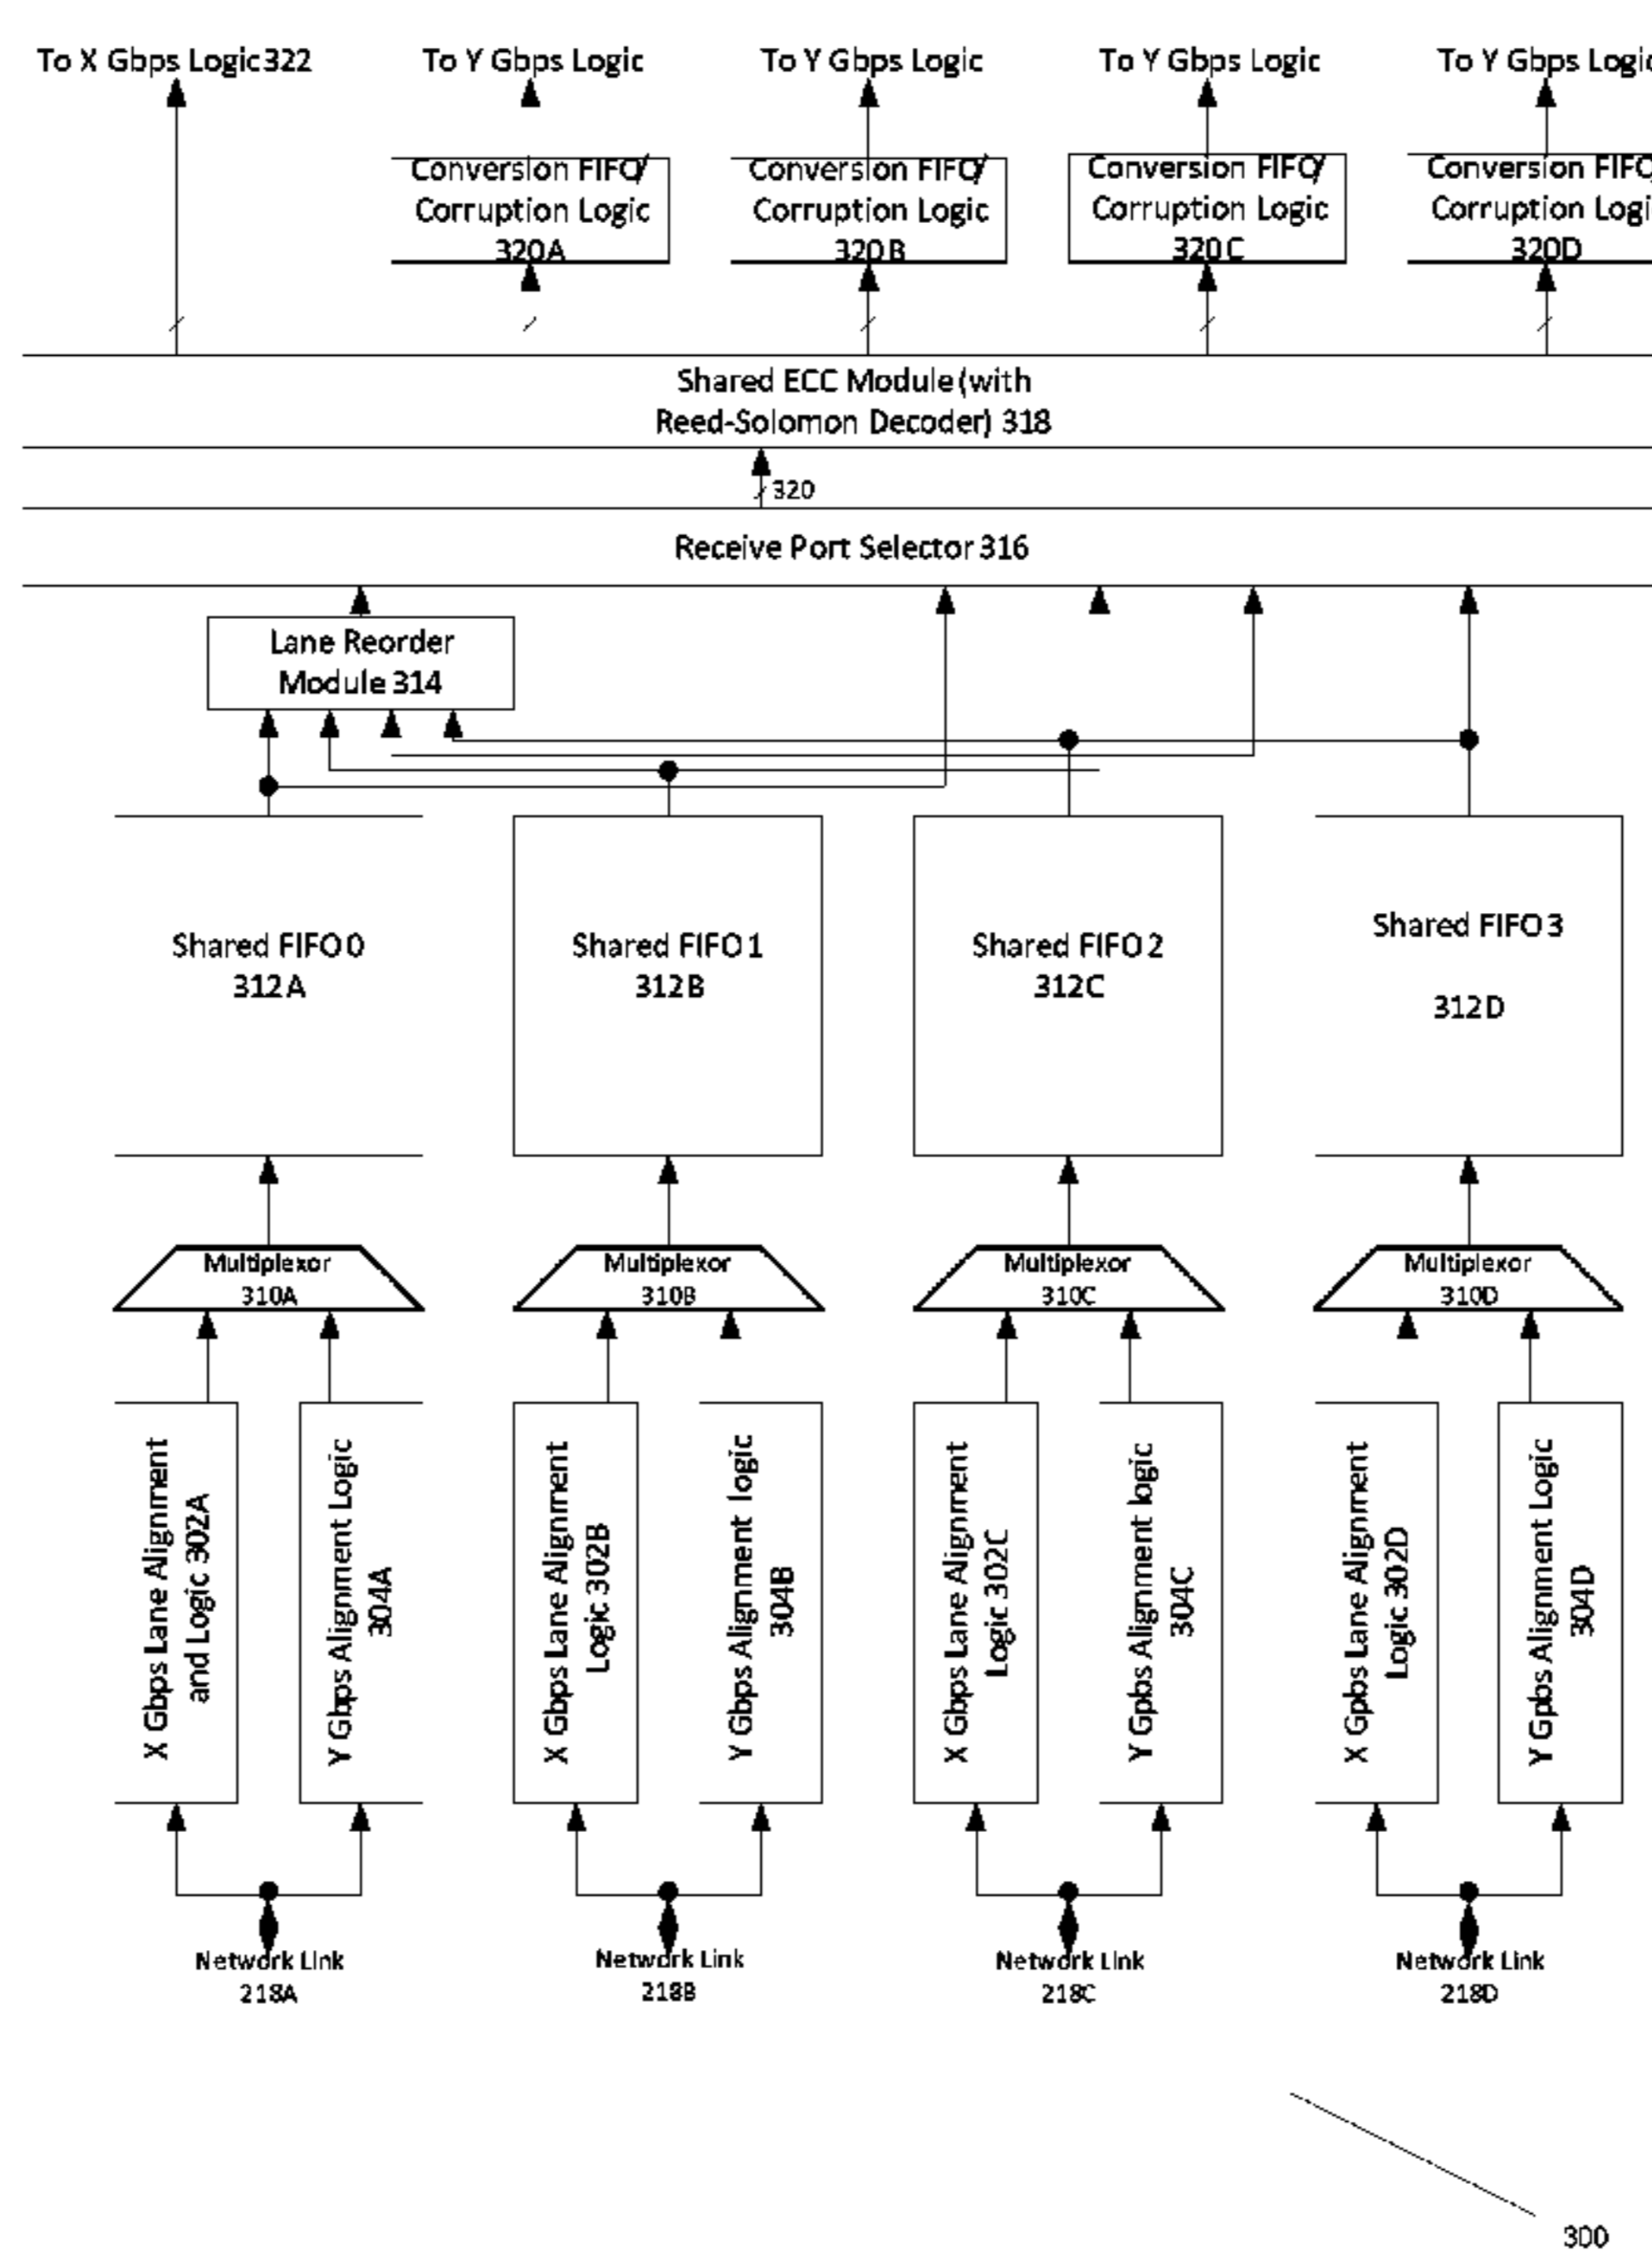 To X Gbps Logic 322
To Y Gbps Logic
To Y Gbps Logic
To Y Gbps Logic
To Y Gbps Logic
Conversion FIFO/
Corruption Logic
320A
Conversion FIFO/
Corruption Logic
320B
Conversion FIFO/
Corruption Logic
320C
Conversion FIFO
Corruption Logi
320D
Shared ECC Module (with
Reed-Solomon Decoder) 318
320
Receive Port Selector 316
Lane Reorder
Module 314
Shared FIFO 0
312A
Shared FIFO 1
312B
Shared FIFO 2
312C
Shared FIFO 3
312D
Multiplexor
310A
Multiplexor
310B
Multiplexor
310C
Multiplexor
310D
X Gbps Lane Alignment
and Logic 302A
Y Gbps Alignment Logic
304A
X Gbps Lane Alignment
Logic 302B
Y Gbps Alignment logic
304B
X Gbps Lane Alignment
Logic 302C
Y Gpbs Alignment logic
304C
X Gpbs Lane Alignment
Logic 302D
Y Gpbs Alignment Logic
304D
Network Link
218A
Network Link
218B
Network Link
218C
Network Link
218D
300